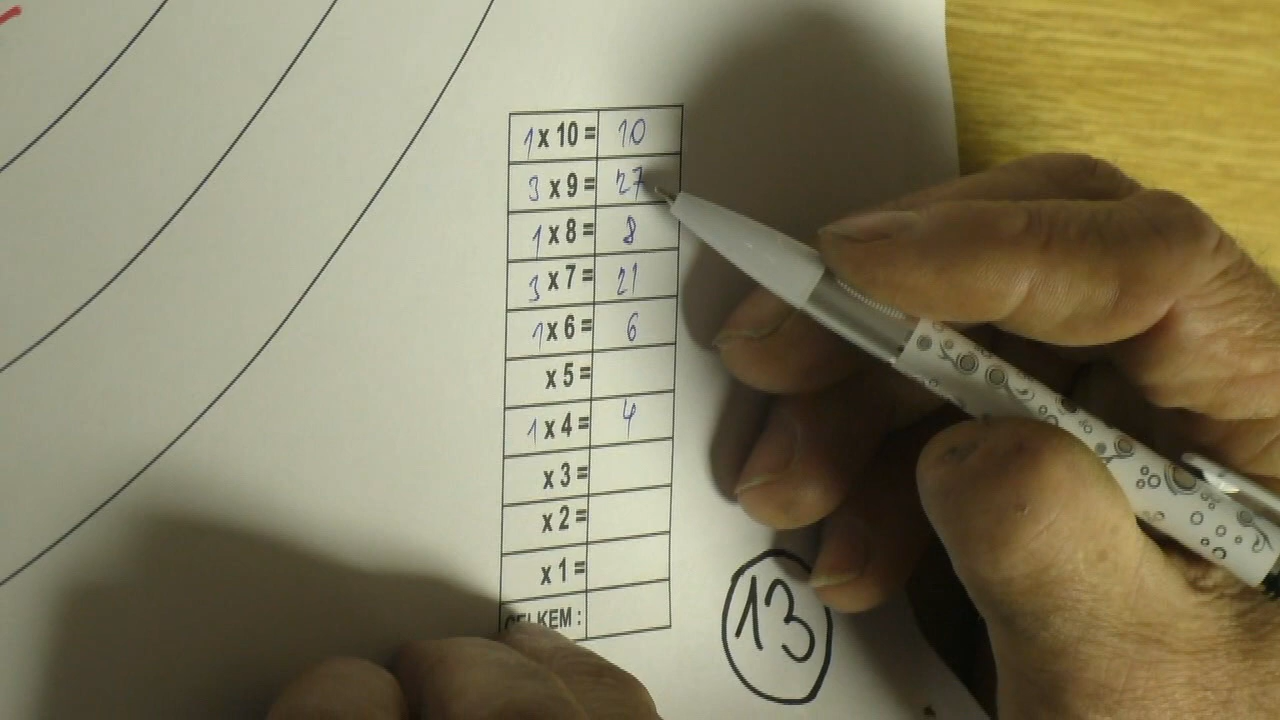 1 x 10 = 10
3 x 9 = 27
1 x 8 = 8
3 x 7 = 21
1 x 6 = 6
x 5 =
1 x 4 = 4
x 3 =
x 2 =
x 1 =
CELKEM :
13